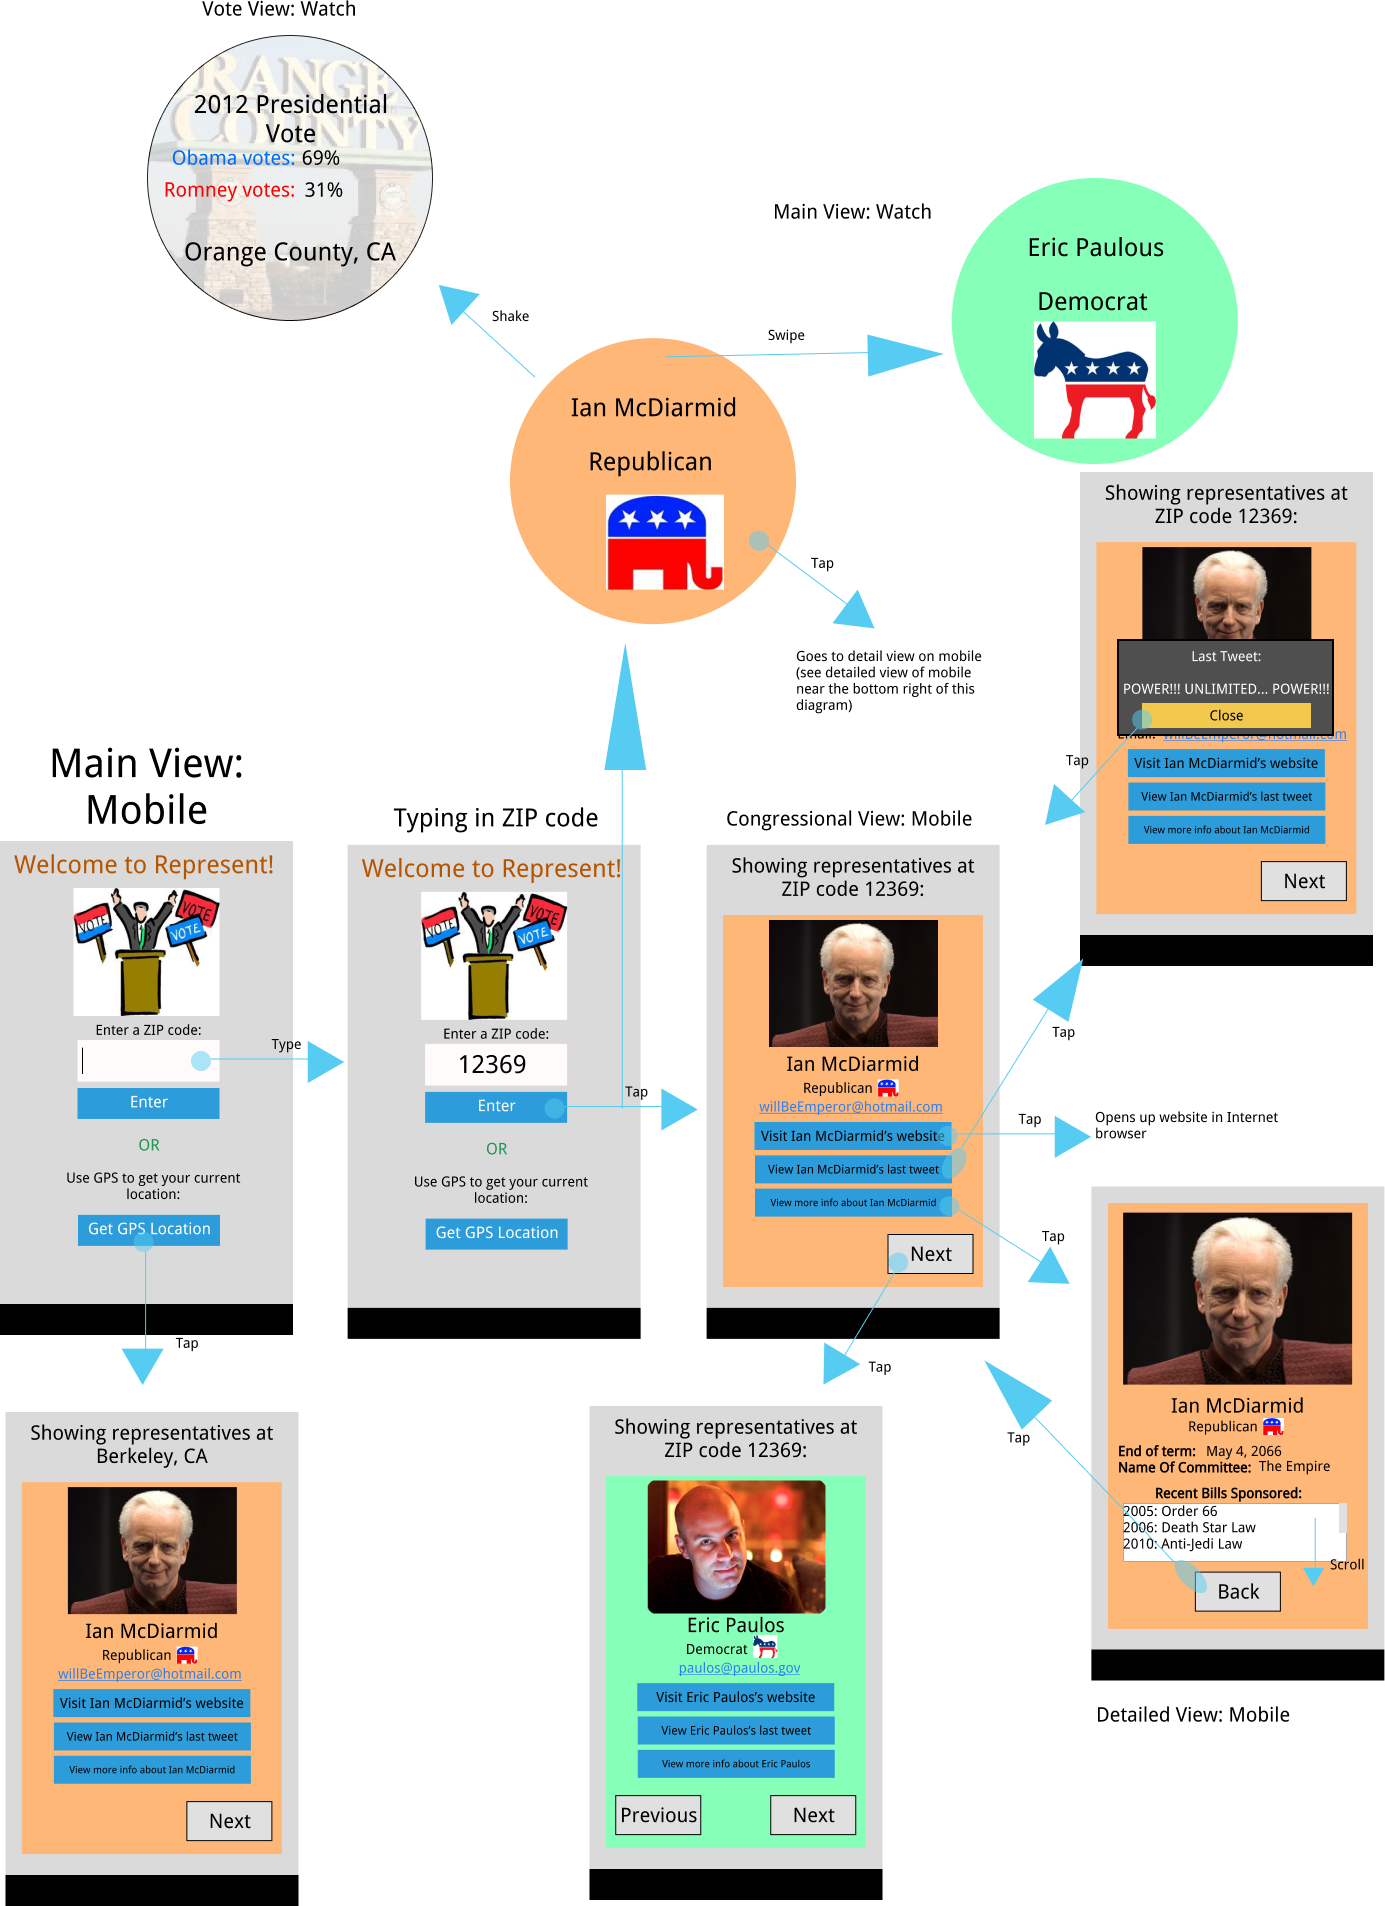 Vote View: Watch
RANGE
COUNTY
2012 Presidential
Vote
Obama votes: 69%
Romney votes: 31%
Orange County, CA
Main View: Watch
Eric Paulous
Democrat
Shake
Swipe
Ian McDiarmid
Republican
Tap
Goes to detail view on mobile
(see detailed view of mobile
near the bottom right of this
diagram)
Showing representatives at
ZIP code 12369:
Last Tweet:
POWER!!! UNLIMITED... POWER!!!
Close
Email: willBeEmperor@hotmail.com
Tap
Visit Ian McDiarmid's website
View Ian McDiarmid's last tweet
View more info about Ian McDiarmid
Next
Main View:
Mobile
Welcome to Represent!
VOTE
VOTE
VOTE
Enter a ZIP code:
Type
Enter
OR
Use GPS to get your current
location:
Get GPS Location
Tap
Typing in ZIP code
Welcome to Represent!
VOTE
VOTE
VOTE
Enter a ZIP code:
12369
Enter
Tap
OR
Use GPS to get your current
location:
Get GPS Location
Congressional View: Mobile
Showing representatives at
ZIP code 12369:
Ian McDiarmid
Republican
willBeEmperor@hotmail.com
Visit Ian McDiarmid's website
View Ian McDiarmid's last tweet
View more info about Ian McDiarmid
Next
Tap
Tap
Opens up website in Internet
browser
Tap
Tap
Ian McDiarmid
Republican
End of term: May 4, 2066
Name Of Committee: The Empire
Recent Bills Sponsored:
2005: Order 66
2006: Death Star Law
2010: Anti-Jedi Law
Scroll
Back
Tap
Detailed View: Mobile
Showing representatives at
Berkeley, CA
Ian McDiarmid
Republican
willBeEmperor@hotmail.com
Visit Ian McDiarmid's website
View Ian McDiarmid's last tweet
View more info about Ian McDiarmid
Next
Showing representatives at
ZIP code 12369:
Eric Paulos
Democrat
paulos@paulos.gov
Visit Eric Paulos's website
View Eric Paulos's last tweet
View more info about Eric Paulos
Previous
Next